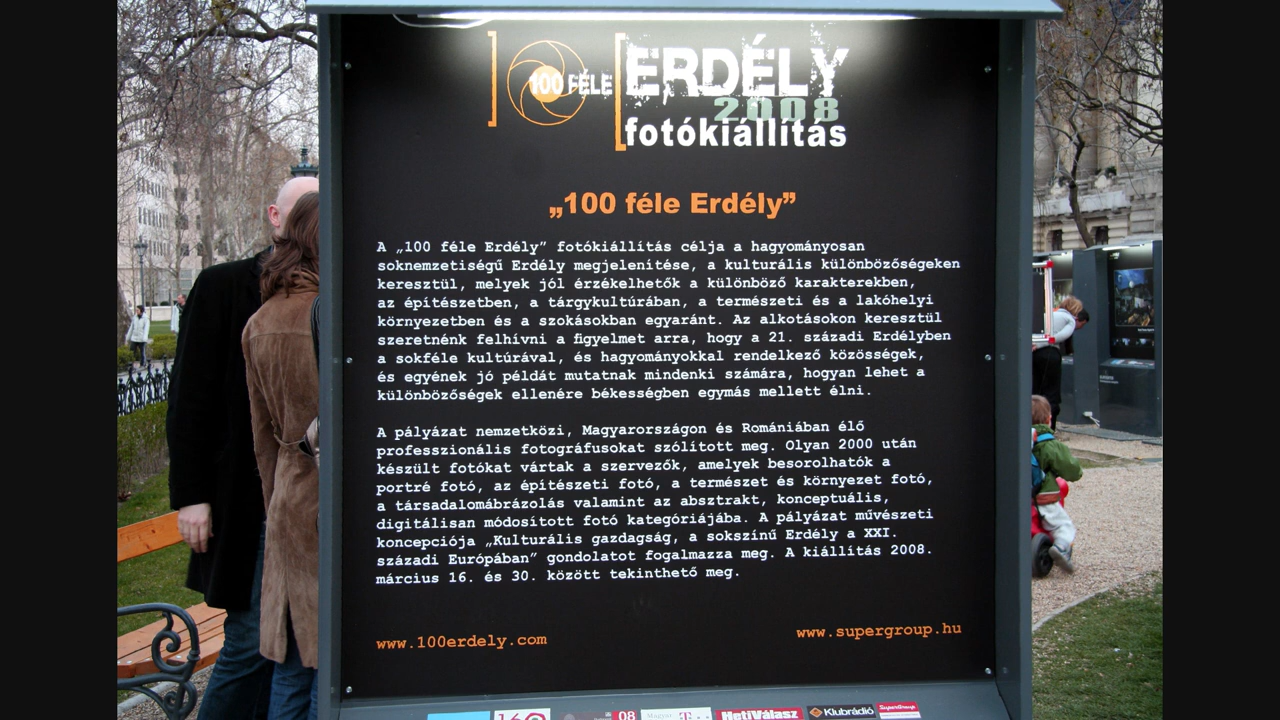 100 FÉLE ERDÉLY
2008
fotókiállítás
„100 féle Erdély”
A „100 féle Erdély” fotókiállítás célja a hagyományosan
soknemzetiségű Erdély megjelenítése, a kulturális különbözőségeken
keresztül, melyek jól érzékelhetők a különböző karakterekben,
az építészetben, a tárgykultúrában, a természeti és a lakóhelyi
környezetben és a szokásokban egyaránt. Az alkotásokon keresztül
szeretnénk felhívni a figyelmet arra, hogy a 21. századi Erdélyben
a sokféle kultúrával, és hagyományokkal rendelkező közösségek,
és egyének jó példát mutatnak mindenki számára, hogyan lehet a
különbözőségek ellenére békességben egymás mellett élni.
A pályázat nemzetközi, Magyarországon és Romániában élő
professzionális fotográfusokat szólított meg. Olyan 2000 után
készült fotókat vártak a szervezők, amelyek besorolhatók a
portré fotó, az építészeti fotó, a természet és környezet fotó,
a társadalomábrázolás valamint az absztrakt, konceptuális,
digitálisan módosított fotó kategóriájába. A pályázat művészeti
koncepciója „Kulturális gazdagság, a sokszínű Erdély a XXI.
századi Európában” gondolatot fogalmazza meg. A kiállítás 2008.
március 16. és 30. között tekinthető meg.
www.100erdely.com www.supergroup.hu
08 Magyar T HetiVálasz Klubrádió SuperGroup